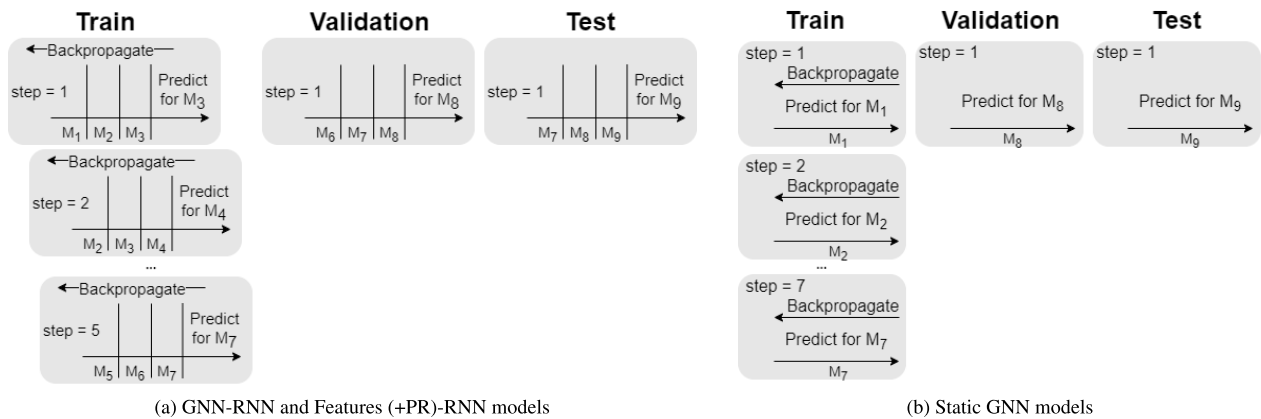 Train
Validation
Test
Backpropagate
step = 1
Predict
for M3
M1 M2 M3
step = 1
Predict
for M8
M6 M7 M8
step = 1
Predict
for M9
M7 M8 M9
Backpropagate
step = 2
Predict
for M4
M2 M3 M4
...
Backpropagate
step = 5
Predict
for M7
M5 M6 M7
(a) GNN-RNN and Features (+PR)-RNN models
Train
Validation
Test
step = 1
Backpropagate
Predict for M1
M1
step = 1
Predict for M8
M8
step = 1
Predict for M9
M9
step = 2
Backpropagate
Predict for M2
M2
...
step = 7
Backpropagate
Predict for M7
M7
(b) Static GNN models